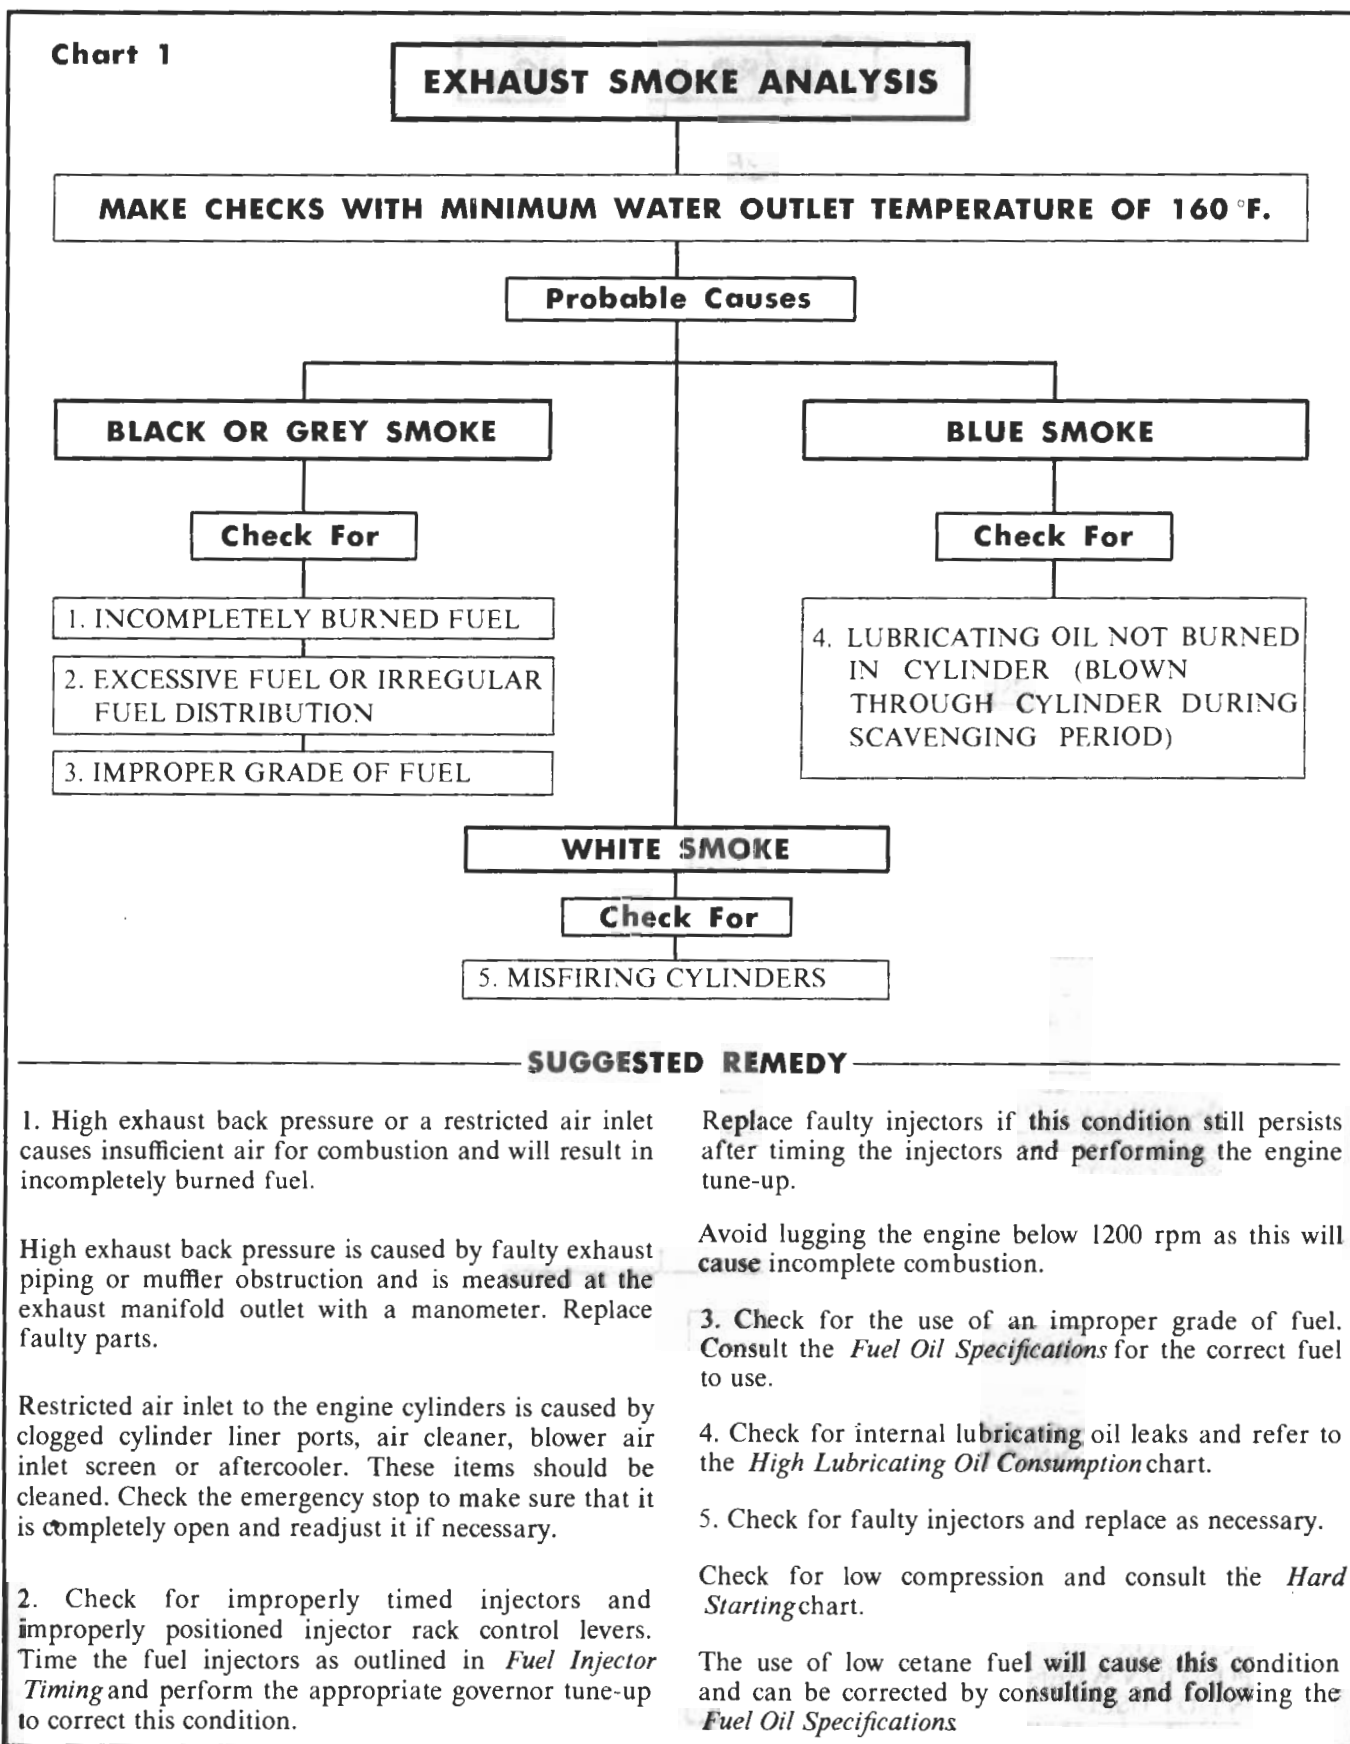 Chart 1
EXHAUST SMOKE ANALYSIS
MAKE CHECKS WITH MINIMUM WATER OUTLET TEMPERATURE OF 160 °F.
Probable Causes
BLACK OR GREY SMOKE
Check For
1. INCOMPLETELY BURNED FUEL
2. EXCESSIVE FUEL OR IRREGULAR
FUEL DISTRIBUTION
3. IMPROPER GRADE OF FUEL
BLUE SMOKE
Check For
4. LUBRICATING OIL NOT BURNED
IN CYLINDER (BLOWN
THROUGH CYLINDER DURING
SCAVENGING PERIOD)
WHITE SMOKE
Check For
5. MISFIRING CYLINDERS
SUGGESTED REMEDY
1. High exhaust back pressure or a restricted air inlet
causes insufficient air for combustion and will result in
incompletely burned fuel.
High exhaust back pressure is caused by faulty exhaust
piping or muffler obstruction and is measured at the
exhaust manifold outlet with a manometer. Replace
faulty parts.
Restricted air inlet to the engine cylinders is caused by
clogged cylinder liner ports, air cleaner, blower air
inlet screen or aftercooler. These items should be
cleaned. Check the emergency stop to make sure that it
is completely open and readjust it if necessary.
2. Check for improperly timed injectors and
improperly positioned injector rack control levers.
Time the fuel injectors as outlined in Fuel Injector
Timing and perform the appropriate governor tune-up
to correct this condition.
Replace faulty injectors if this condition still persists
after timing the injectors and performing the engine
tune-up.
Avoid lugging the engine below 1200 rpm as this will
cause incomplete combustion.
3. Check for the use of an improper grade of fuel.
Consult the Fuel Oil Specifications for the correct fuel
to use.
4. Check for internal lubricating oil leaks and refer to
the High Lubricating Oil Consumption chart.
5. Check for faulty injectors and replace as necessary.
Check for low compression and consult the Hard
Starting chart.
The use of low cetane fuel will cause this condition
and can be corrected by consulting and following the
Fuel Oil Specifications